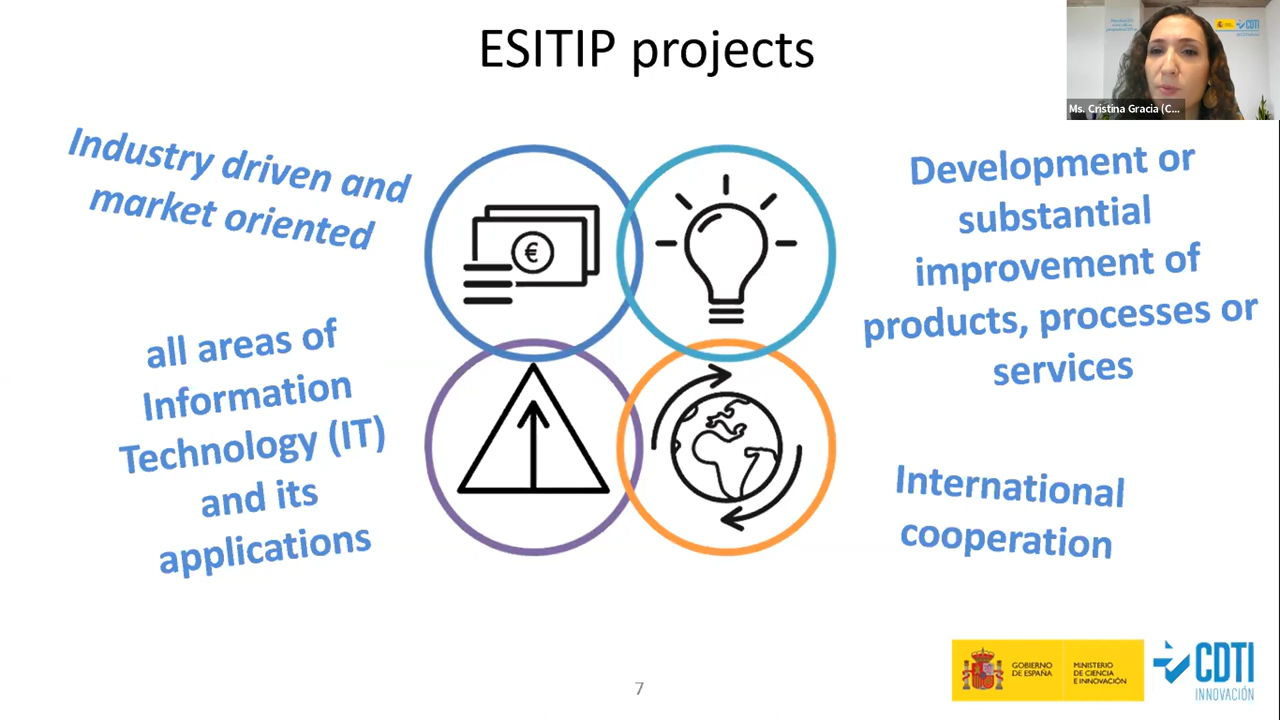 ESITIP projects
Ms. Cristina Gracia (C...
CDTI
Industry driven and
market oriented
€
Development or
substantial
improvement of
products, processes or
services
all areas of
Information
Technology (IT)
and its
applications
International
cooperation
7
GOBIERNO
DE ESPAÑA
MINISTERIO
DE CIENCIA
E INNOVACIÓN
CDTI
INNOVACIÓN